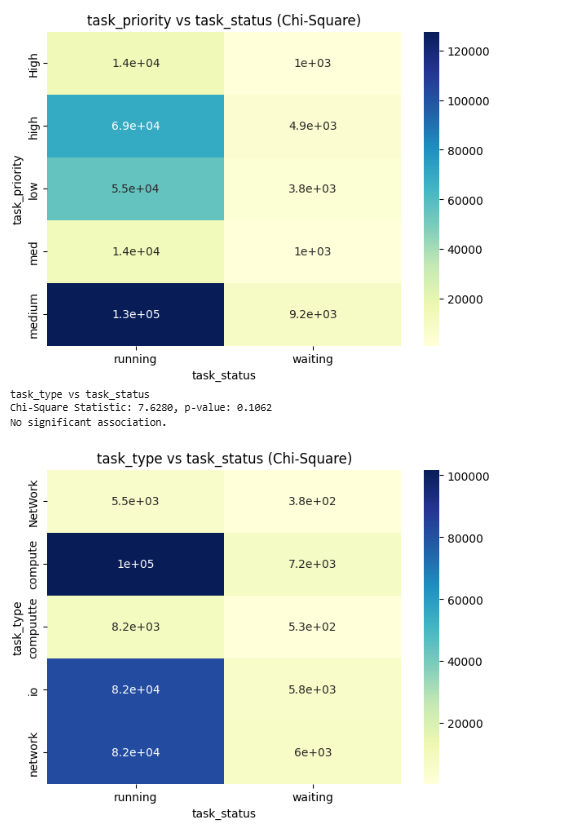 task_priority vs task_status (Chi-Square)
High
1.4e+04
1e+03
120000
100000
high
6.9e+04
4.9e+03
80000
task_priority
low
5.5e+04
3.8e+03
60000
med
1.4e+04
1e+03
40000
medium
1.3e+05
9.2e+03
20000
running
waiting
task_status
task_type vs task_status
Chi-Square Statistic: 7.6280, p-value: 0.1062
No significant association.
task_type vs task_status (Chi-Square)
NetWork
5.5e+03
3.8e+02
100000
compute
1e+05
7.2e+03
80000
task_type
compuutte
8.2e+03
5.3e+02
60000
io
8.2e+04
5.8e+03
40000
network
8.2e+04
6e+03
20000
running
waiting
task_status